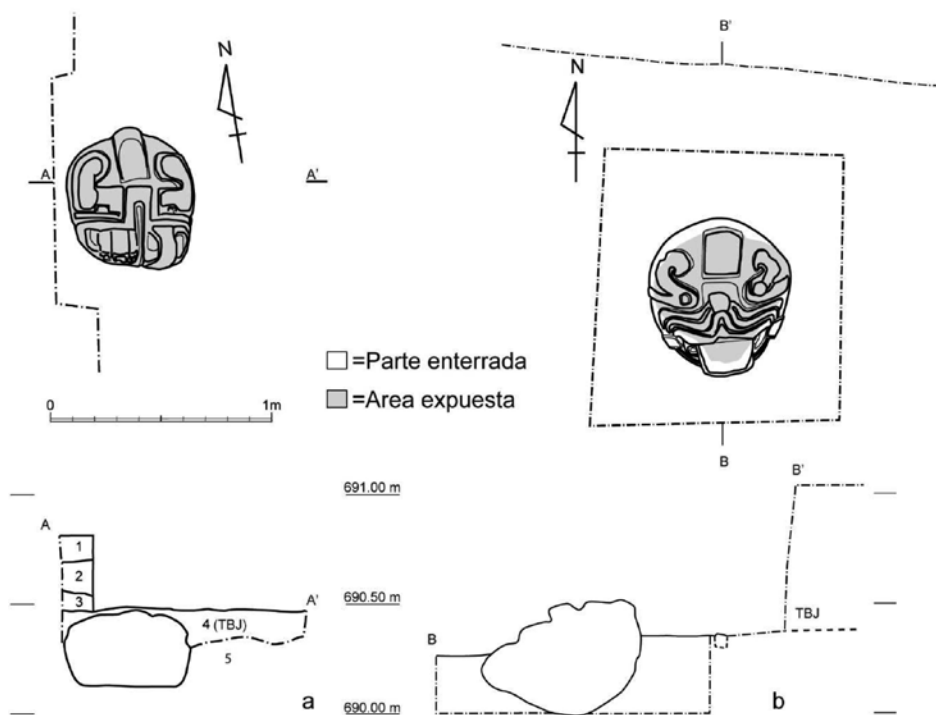 B'
N
N
A
A'
=Parte enterrada
=Area expuesta
0
1m
B
B'
691.00 m
A
1
2
3
690.50 m
A'
4 (TBJ)
TBJ
B
5
a
b
690.00 m